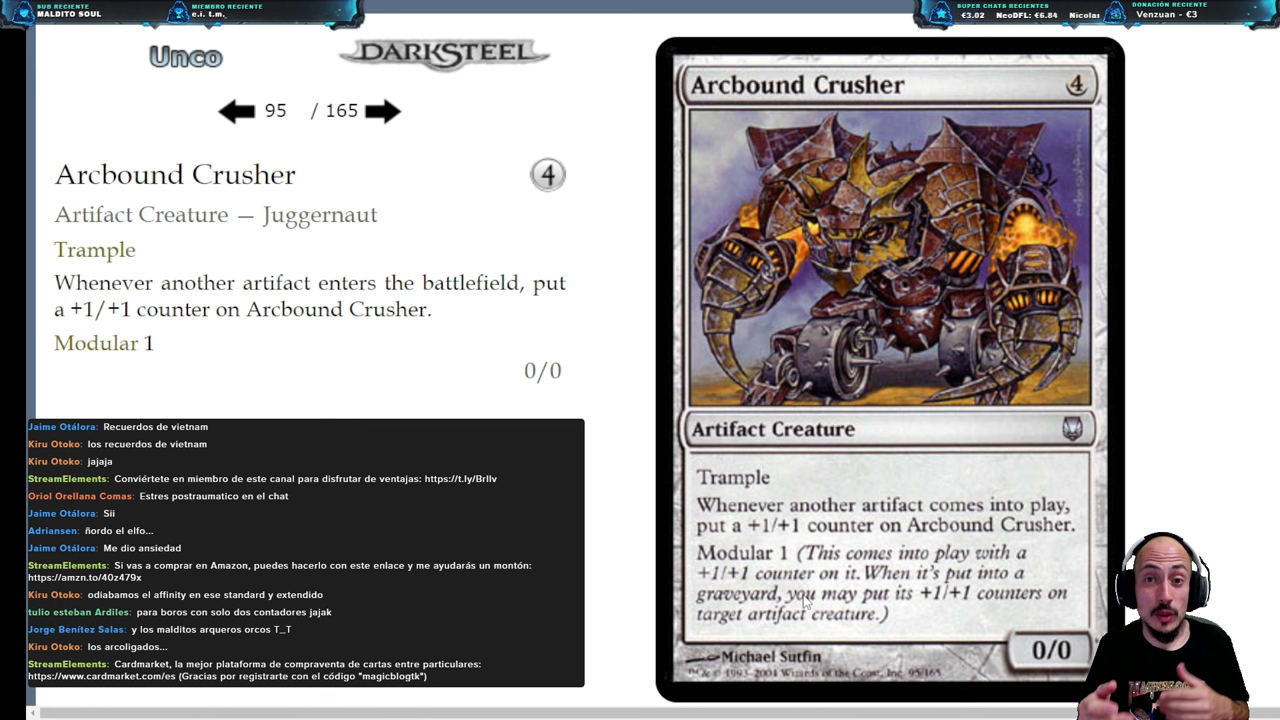 SUB RECIENTE
MALDITO SOUL
MIEMBRO RECIENTE
e.i. t.m.
SUPER CHATS RECIENTES
€3.02 NeoDFL: €6.84 Nicolas
DONACIÓN RECIENTE
Venzuan - €3
Unco
DARKSTEEL
95 / 165
Arcbound Crusher
4
Artifact Creature — Juggernaut
Trample
Whenever another artifact enters the battlefield, put
a +1/+1 counter on Arcbound Crusher.
Modular 1
0/0
Jaime Otálora: Recuerdos de vietnam
Kiru Otoko: los recuerdos de vietnam
Kiru Otoko: jajaja
StreamElements: Conviértete en miembro de este canal para disfrutar de ventajas: https://t.ly/BrIlv
Oriol Orellana Comas: Estres postraumatico en el chat
Jaime Otálora: Sii
Adriansen: ñordo el elfo...
Jaime Otálora: Me dio ansiedad
StreamElements: Si vas a comprar en Amazon, puedes hacerlo con este enlace y me ayudarás un montón:
https://amzn.to/40z479x
Kiru Otoko: odiabamos el affinity en ese standard y extendido
tulio esteban Ardiles: para boros con solo dos contadores jajak
Jorge Benítez Salas: y los malditos arqueros orcos T_T
Kiru Otoko: los arcoligados...
StreamElements: Cardmarket, la mejor plataforma de compraventa de cartas entre particulares:
https://www.cardmarket.com/es (Gracias por registrarte con el código "magicblogtk")
Arcbound Crusher
4
Artifact Creature
Trample
Whenever another artifact comes into play,
put a +1/+1 counter on Arcbound Crusher.
Modular 1 (This comes into play with a
+1/+1 counter on it. When it's put into a
graveyard, you may put its +1/+1 counters on
target artifact creature.)
0/0
Michael Sutfin
1993–2004 Wizards of the Coast, Inc. 95/165